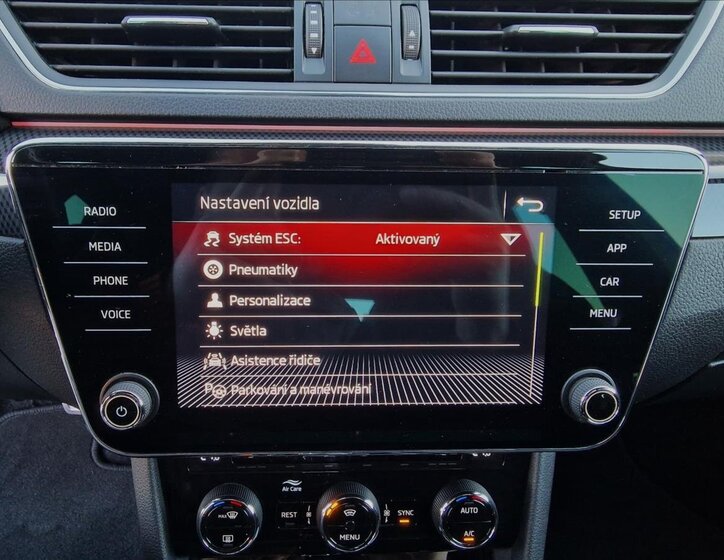 Nastavení vozidla
Systém ESC: Aktivovaný
Pneumatiky
Personalizace
Světla
Asistence řidiče
Parkování a manévrování
RADIO
MEDIA
PHONE
VOICE
SETUP
APP
CAR
MENU
Air Care
MAX
REST
MENU
SYNC
AUTO
A/C